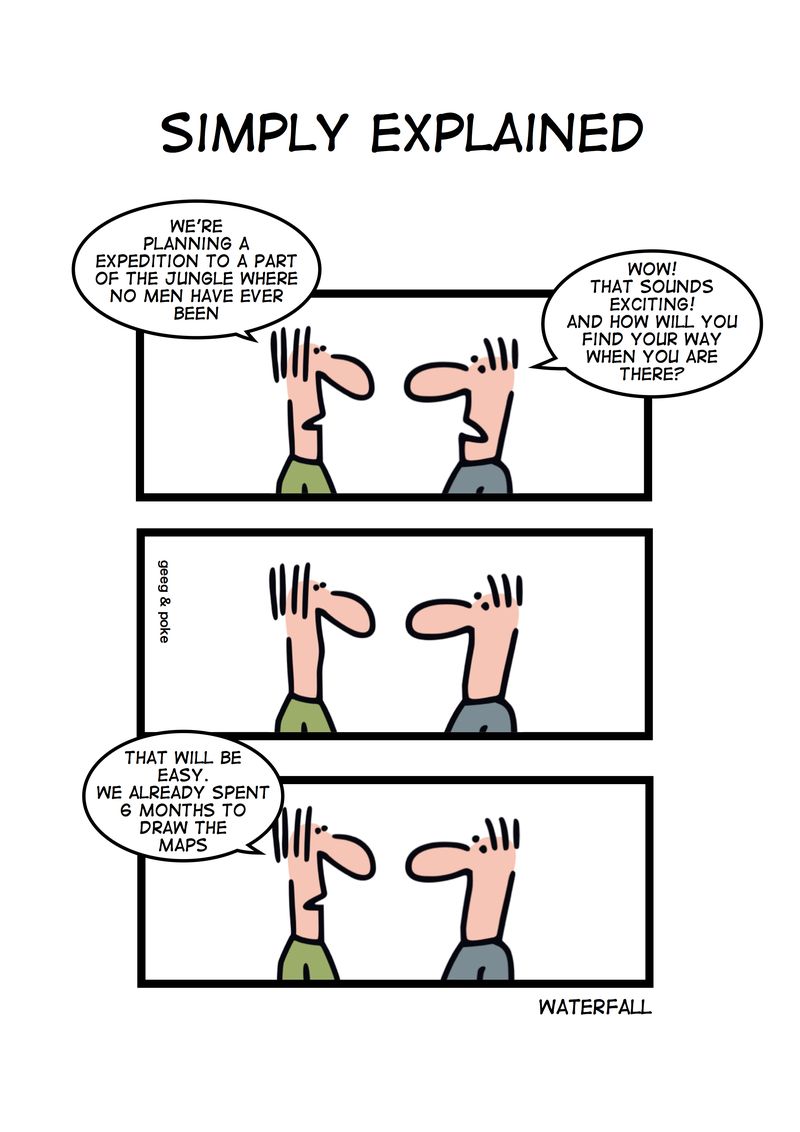 SIMPLY EXPLAINED
WE'RE
PLANNING A
EXPEDITION TO A PART
OF THE JUNGLE WHERE
NO MEN HAVE EVER
BEEN
WOW!
THAT SOUNDS
EXCITING!
AND HOW WILL YOU
FIND YOUR WAY
WHEN YOU ARE
THERE?
geeg & poke
THAT WILL BE
EASY.
WE ALREADY SPENT
6 MONTHS TO
DRAW THE
MAPS
WATERFALL